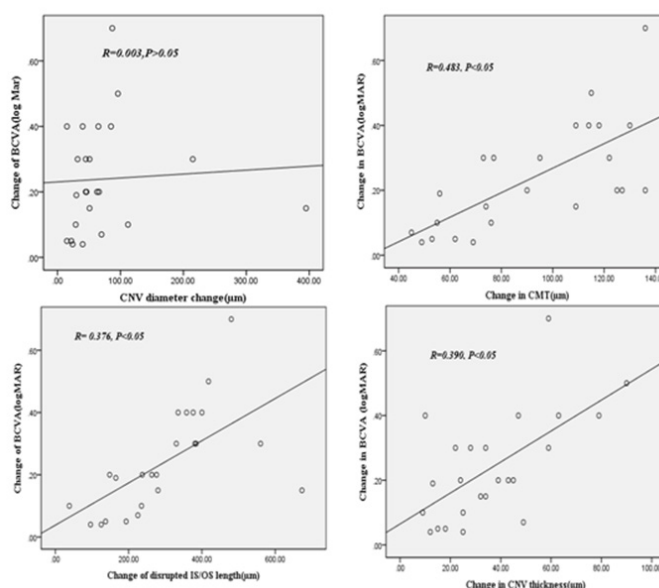 R=0.003,P>0.05
Change of BCVA(log Mar)
.60
.40
.20
.00
.00 100.00 200.00 300.00 400.00
CNV diameter change(μm)
R=0.483, P<0.05
Change in BCVA(logMAR)
.60
.40
.20
.00
40.00 60.00 80.00 100.00 120.00 140.0
Change in CMT(μm)
R= 0.376, P<0.05
Change of BCVA(logMAR)
.60
.40
.20
.00
.00 200.00 400.00 600.00
Change of disrupted IS/OS length(μm)
R=0.390, P<0.05
Change in BCVA (logMAR)
.60
.40
.20
.00
.00 20.00 40.00 60.00 80.00 100.0
Change in CNV thickness(μm)